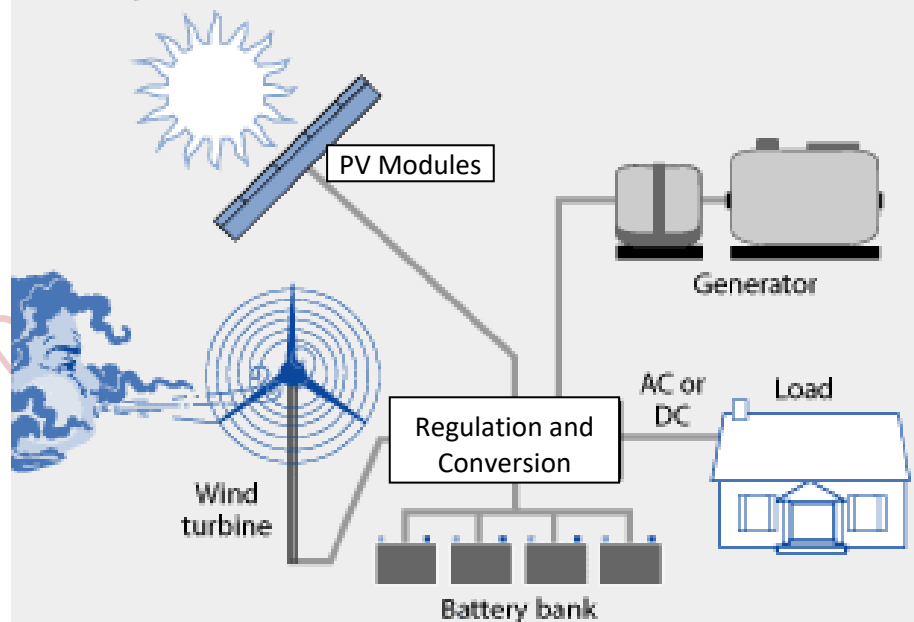 PV Modules
Generator
AC or
DC
Load
Regulation and
Conversion
Wind
turbine
Battery bank